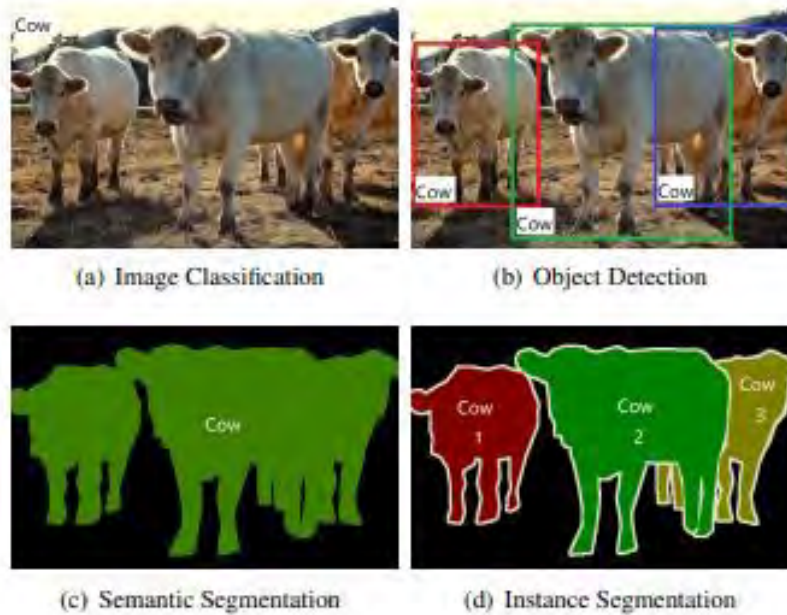 Cow
Cow
Cow
Cow
(a) Image Classification
(b) Object Detection
Cow
Cow
1
Cow
2
Cow
3
(c) Semantic Segmentation
(d) Instance Segmentation